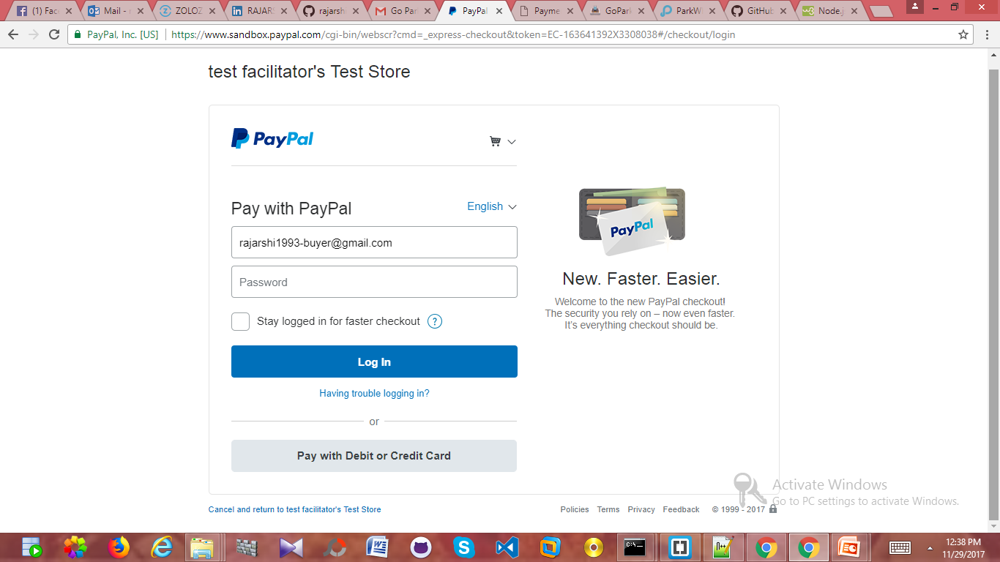 (1) Fac
Mail - r
ZOLOZ
RAJARS
rajarshi
Go Park
PayPal
Payme
GoPark
ParkWi
GitHub
Node.j
PayPal, Inc. [US] https://www.sandbox.paypal.com/cgi-bin/webscr?cmd=_express-checkout&token=EC-163641392X3308038#/checkout/login
test facilitator's Test Store
PayPal
Pay with PayPal
English
rajarshi1993-buyer@gmail.com
Password
Stay logged in for faster checkout ?
Log In
Having trouble logging in?
or
Pay with Debit or Credit Card
PayPal
New. Faster. Easier.
Welcome to the new PayPal checkout!
The security you rely on – now even faster.
It's everything checkout should be.
Activate Windows
Go to PC settings to activate Windows.
Cancel and return to test facilitator's Test Store
Policies Terms Privacy Feedback © 1999 - 2017
12:38 PM
11/29/2017